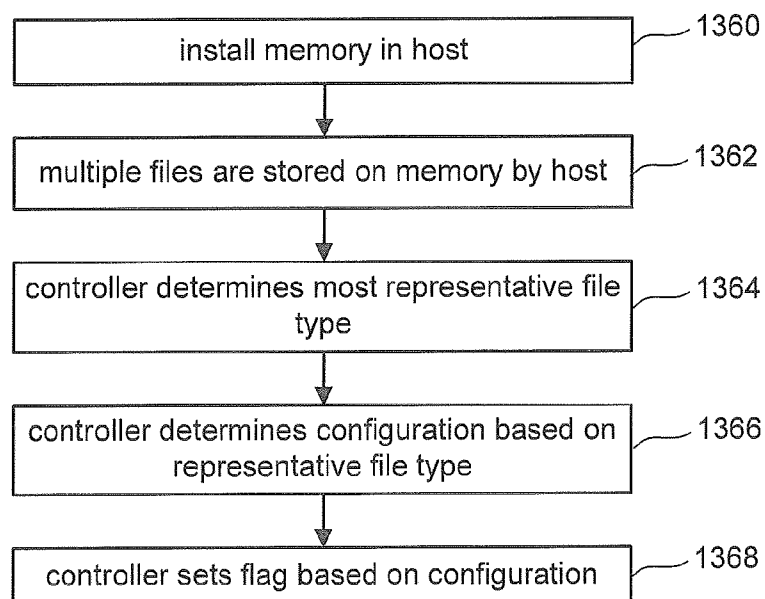 install memory in host
1360
multiple files are stored on memory by host
1362
controller determines most representative file
type
1364
controller determines configuration based on
representative file type
1366
controller sets flag based on configuration
1368